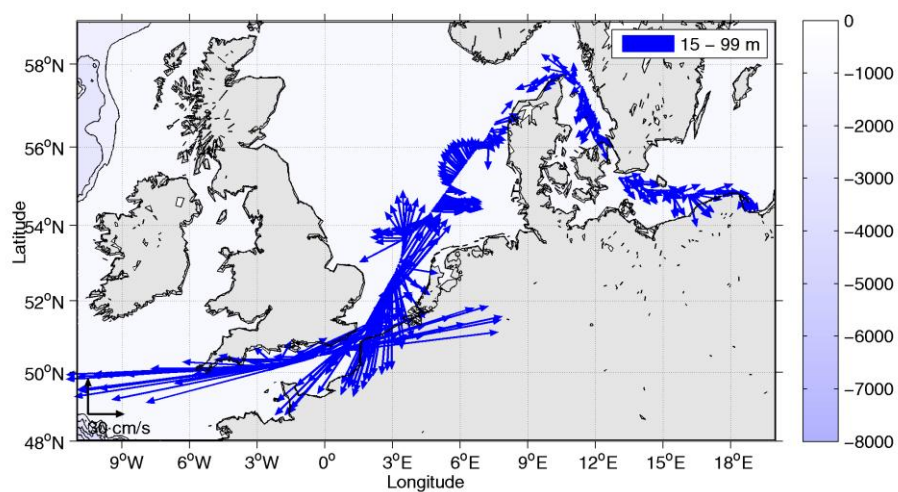 15 – 99 m
58°N
56°N
54°N
52°N
50°N
48°N
Latitude
30 cm/s
9°W
6°W
3°W
0°
3°E
6°E
9°E
12°E
15°E
18°E
Longitude
0
−1000
−2000
−3000
−4000
−5000
−6000
−7000
−8000